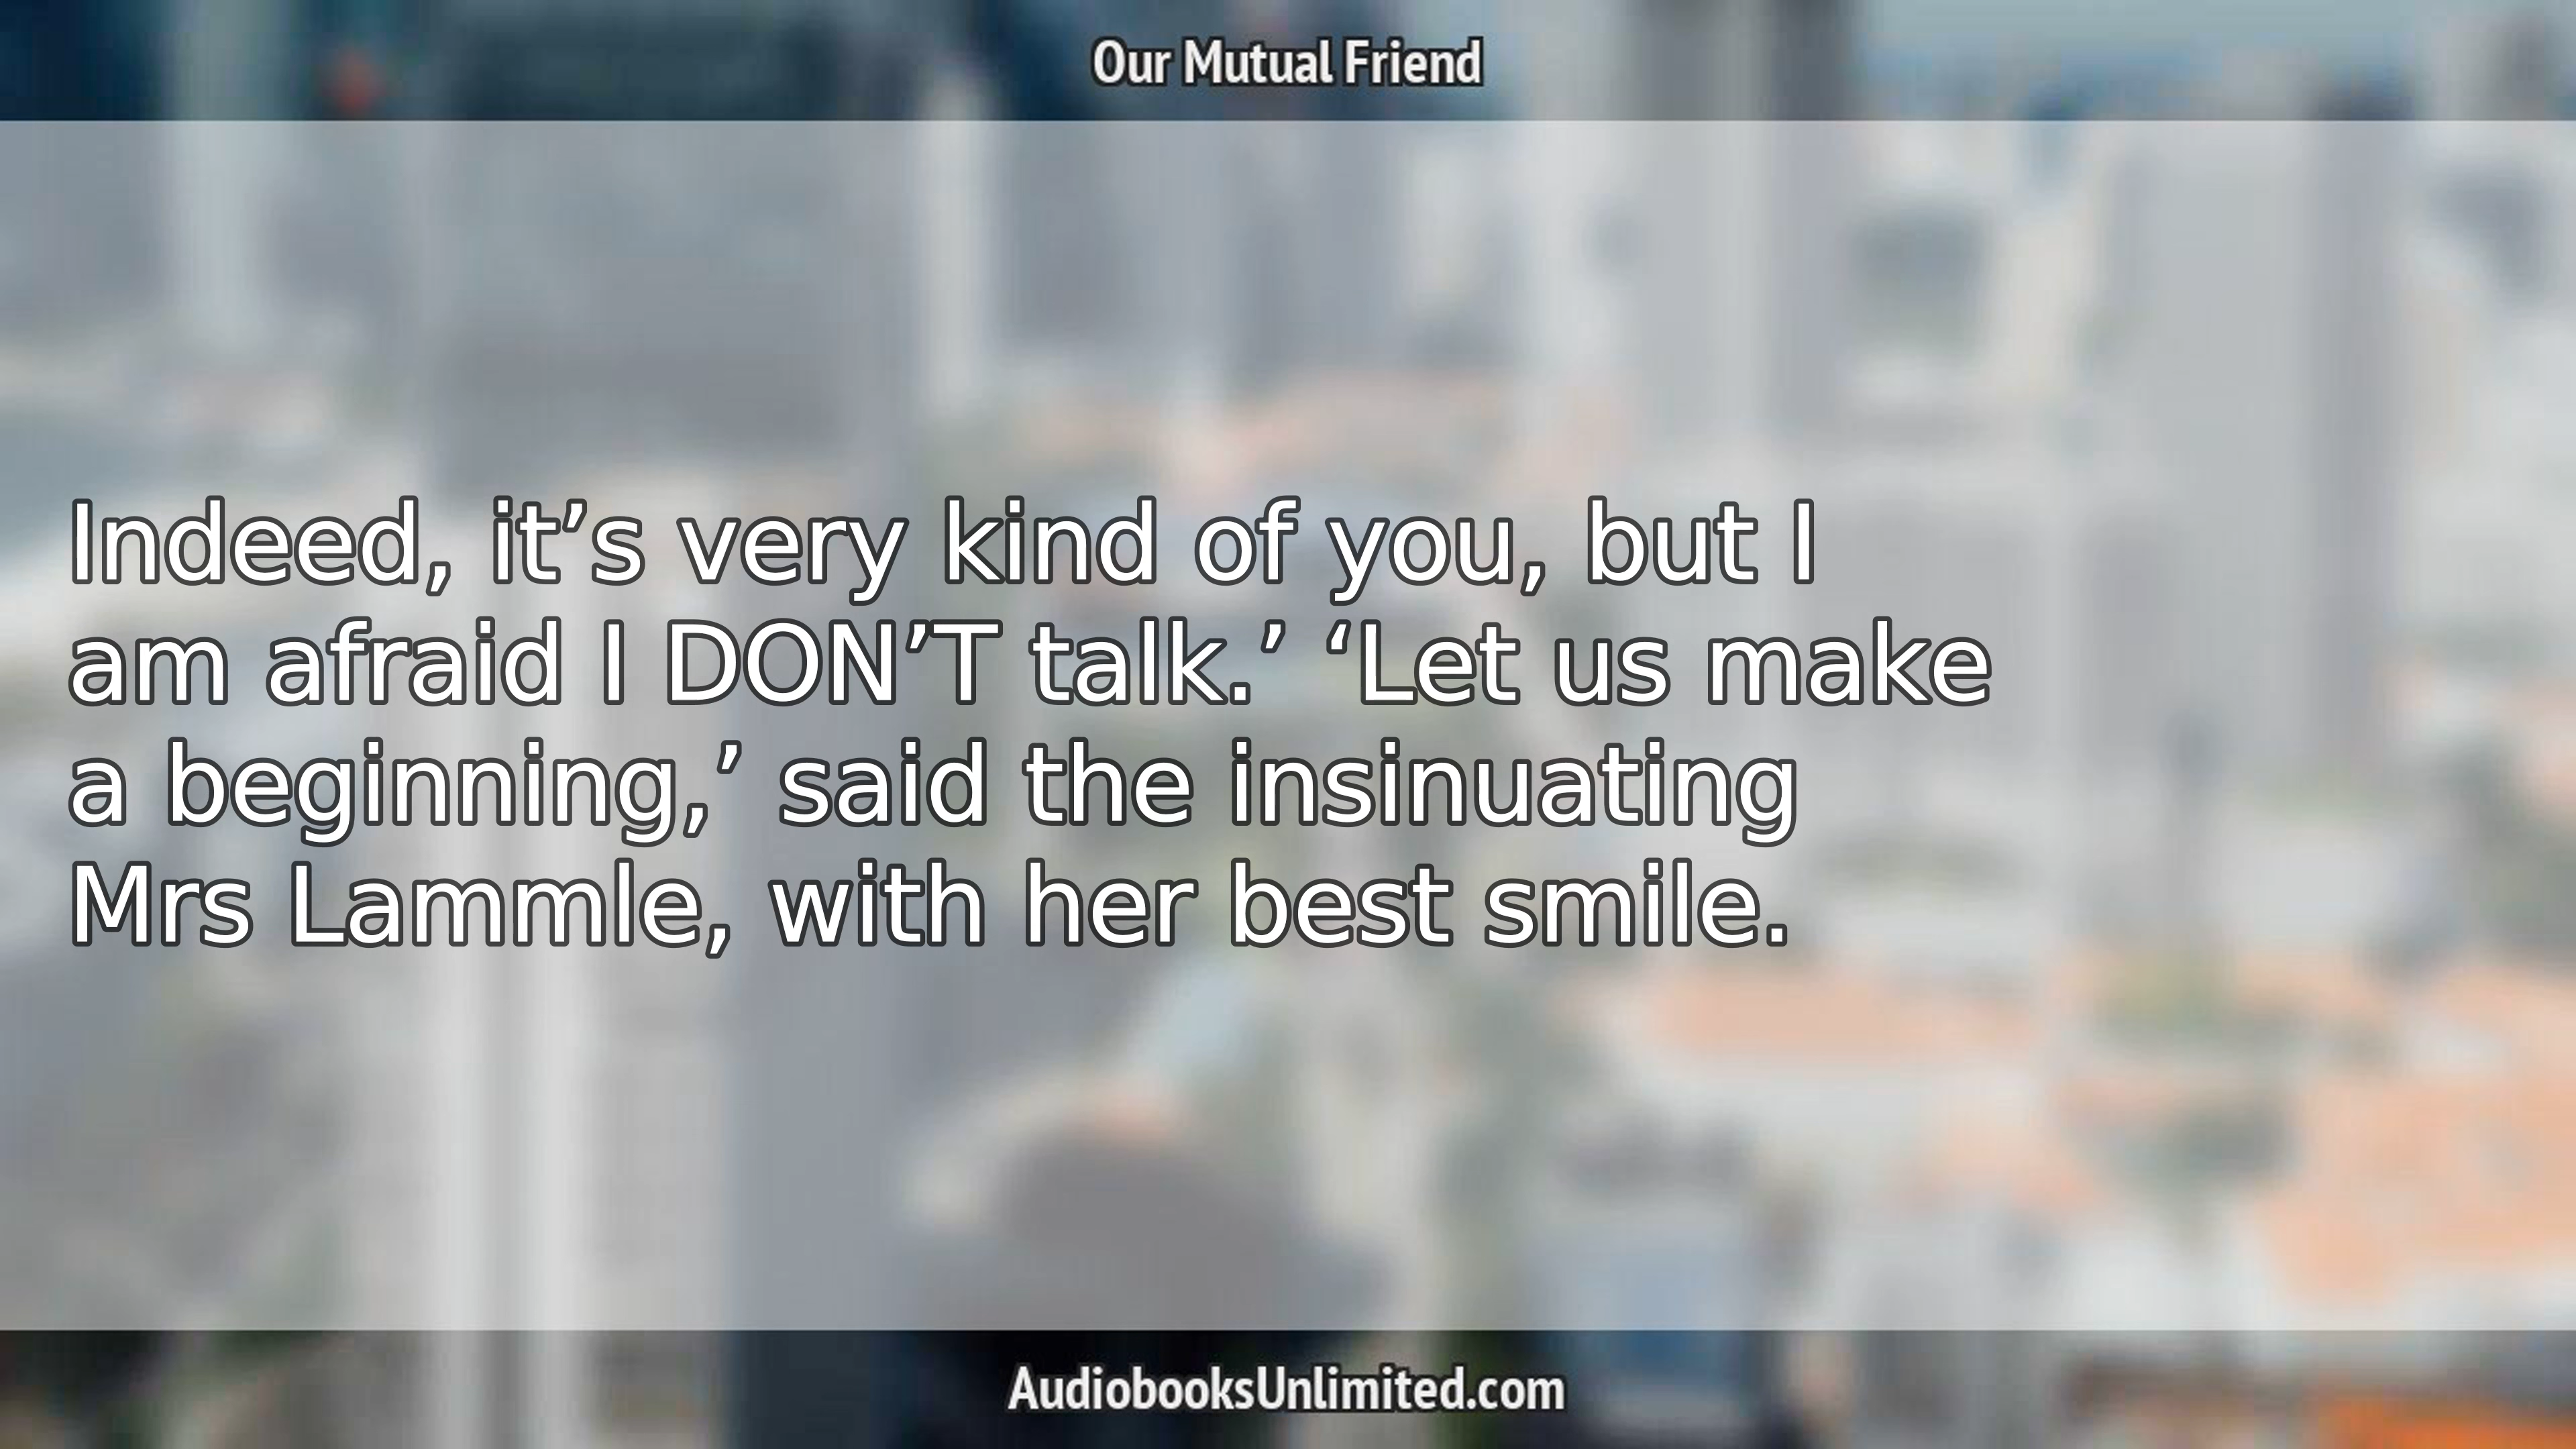 Our Mutual Friend
Indeed, it’s very kind of you, but I
am afraid I DON’T talk.’ ‘Let us make
a beginning,’ said the insinuating
Mrs Lammle, with her best smile.
AudiobooksUnlimited.com